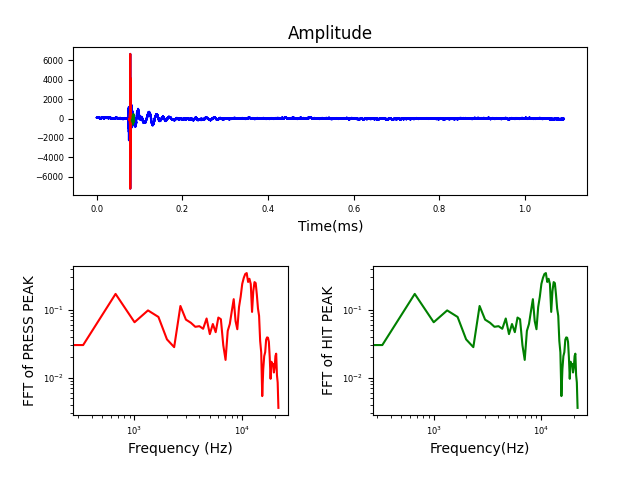 Amplitude
6000
4000
2000
0
−2000
−4000
−6000
0.0 0.2 0.4 0.6 0.8 1.0
Time(ms)
FFT of PRESS PEAK
10⁻¹
10⁻²
10³ 10⁴
Frequency (Hz)
FFT of HIT PEAK
10⁻¹
10⁻²
10³ 10⁴
Frequency(Hz)